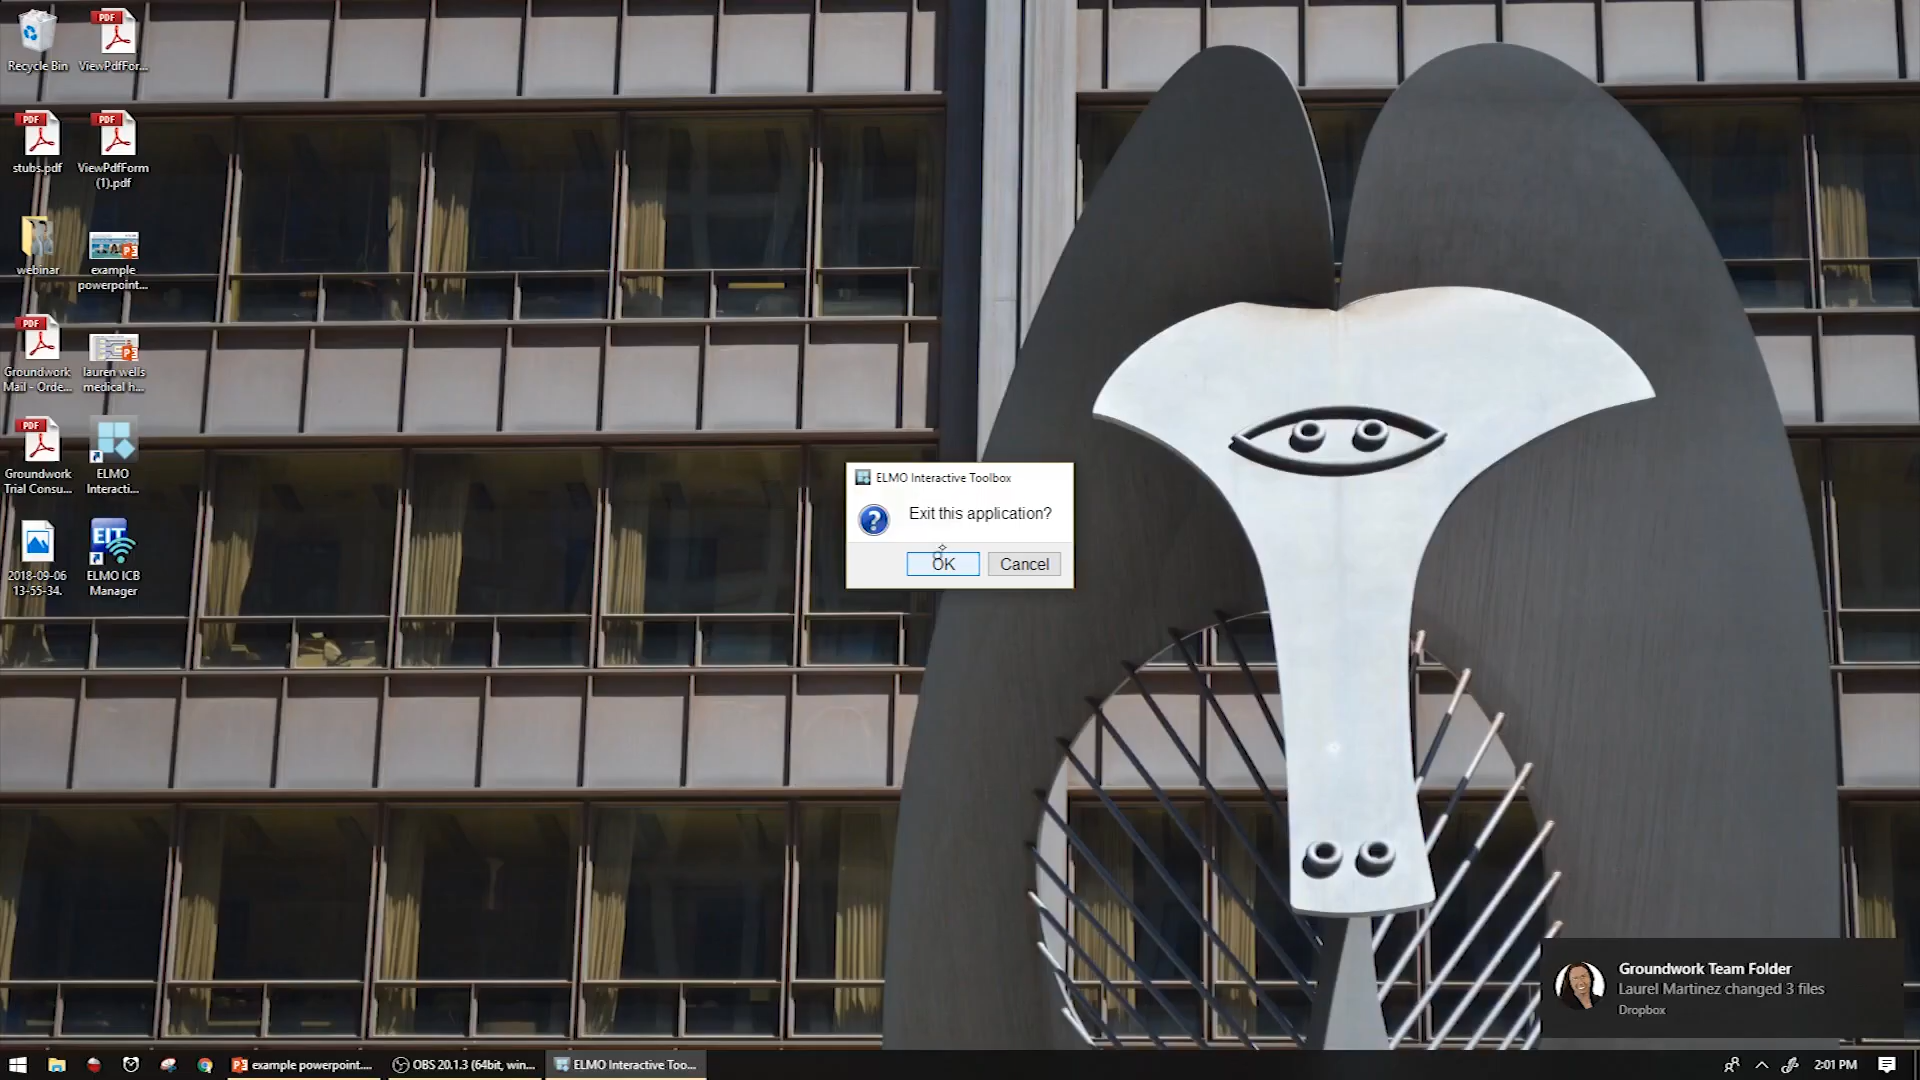 Recycle Bin
ViewPdfFor...
stubs.pdf
ViewPdfForm
(1).pdf
webinar
example
powerpoint...
Groundwork
Mail - Orde...
lauren wells
medical h...
Groundwork
Trial Consu...
ELMO
Interacti...
2018-09-06
13-55-34.
EIT
ELMO ICB
Manager
PDF
PDF
PDF
PDF
PDF
ELMO Interactive Toolbox
Exit this application?
OK
Cancel
Groundwork Team Folder
Laurel Martinez changed 3 files
Dropbox
example powerpoint....
OBS 20.1.3 (64bit, win...
ELMO Interactive Too...
2:01 PM